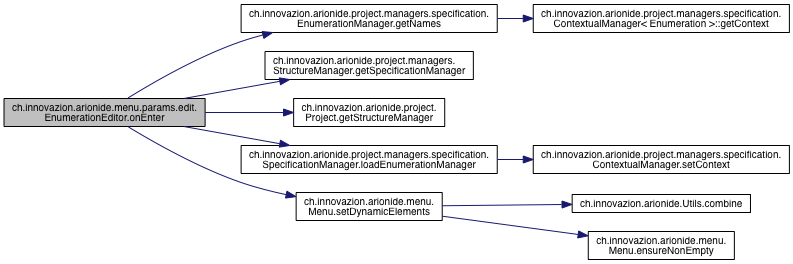 ch.innovazion.arionide.menu.params.edit.
EnumerationEditor.onEnter
ch.innovazion.arionide.project.managers.specification.
EnumerationManager.getNames
ch.innovazion.arionide.project.managers.specification.
ContextualManager< Enumeration >::getContext
ch.innovazion.arionide.project.managers.
StructureManager.getSpecificationManager
ch.innovazion.arionide.project.
Project.getStructureManager
ch.innovazion.arionide.project.managers.specification.
SpecificationManager.loadEnumerationManager
ch.innovazion.arionide.project.managers.specification.
ContextualManager.setContext
ch.innovazion.arionide.menu.
Menu.setDynamicElements
ch.innovazion.arionide.Utils.combine
ch.innovazion.arionide.menu.
Menu.ensureNonEmpty